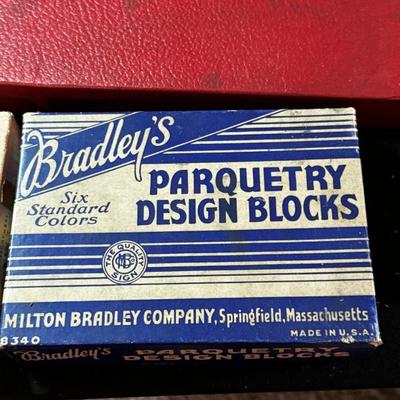 Bradley's
PARQUETRY
DESIGN BLOCKS
Six
Standard
Colors
THE QUALITY
SIGN
MILTON BRADLEY COMPANY, Springfield, Massachusetts
8340
MADE IN U.S.A.
Bradley's PARQUETRY
DESIGN BLOCKS